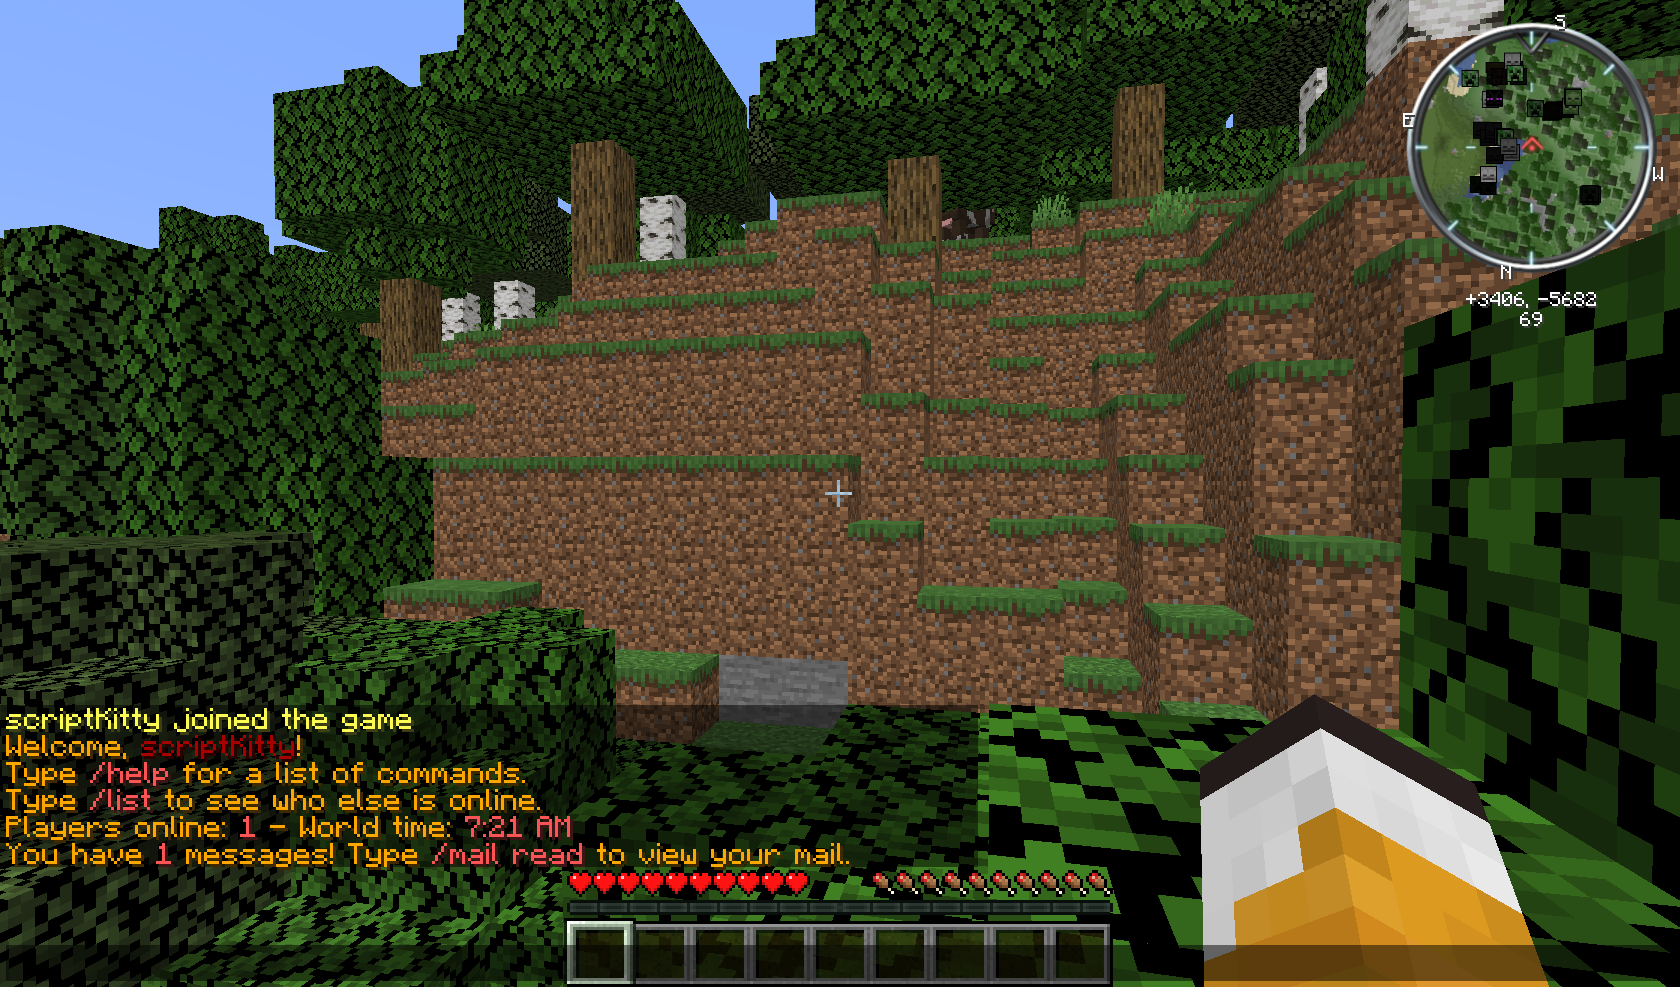 S
E
W
N
+3406, -5682
69
scriptKitty joined the game
Welcome, scriptKitty!
Type /help for a list of commands.
Type /list to see who else is online.
Players online: 1 - World time: 7:21 AM
You have 1 messages! Type /mail read to view your mail.